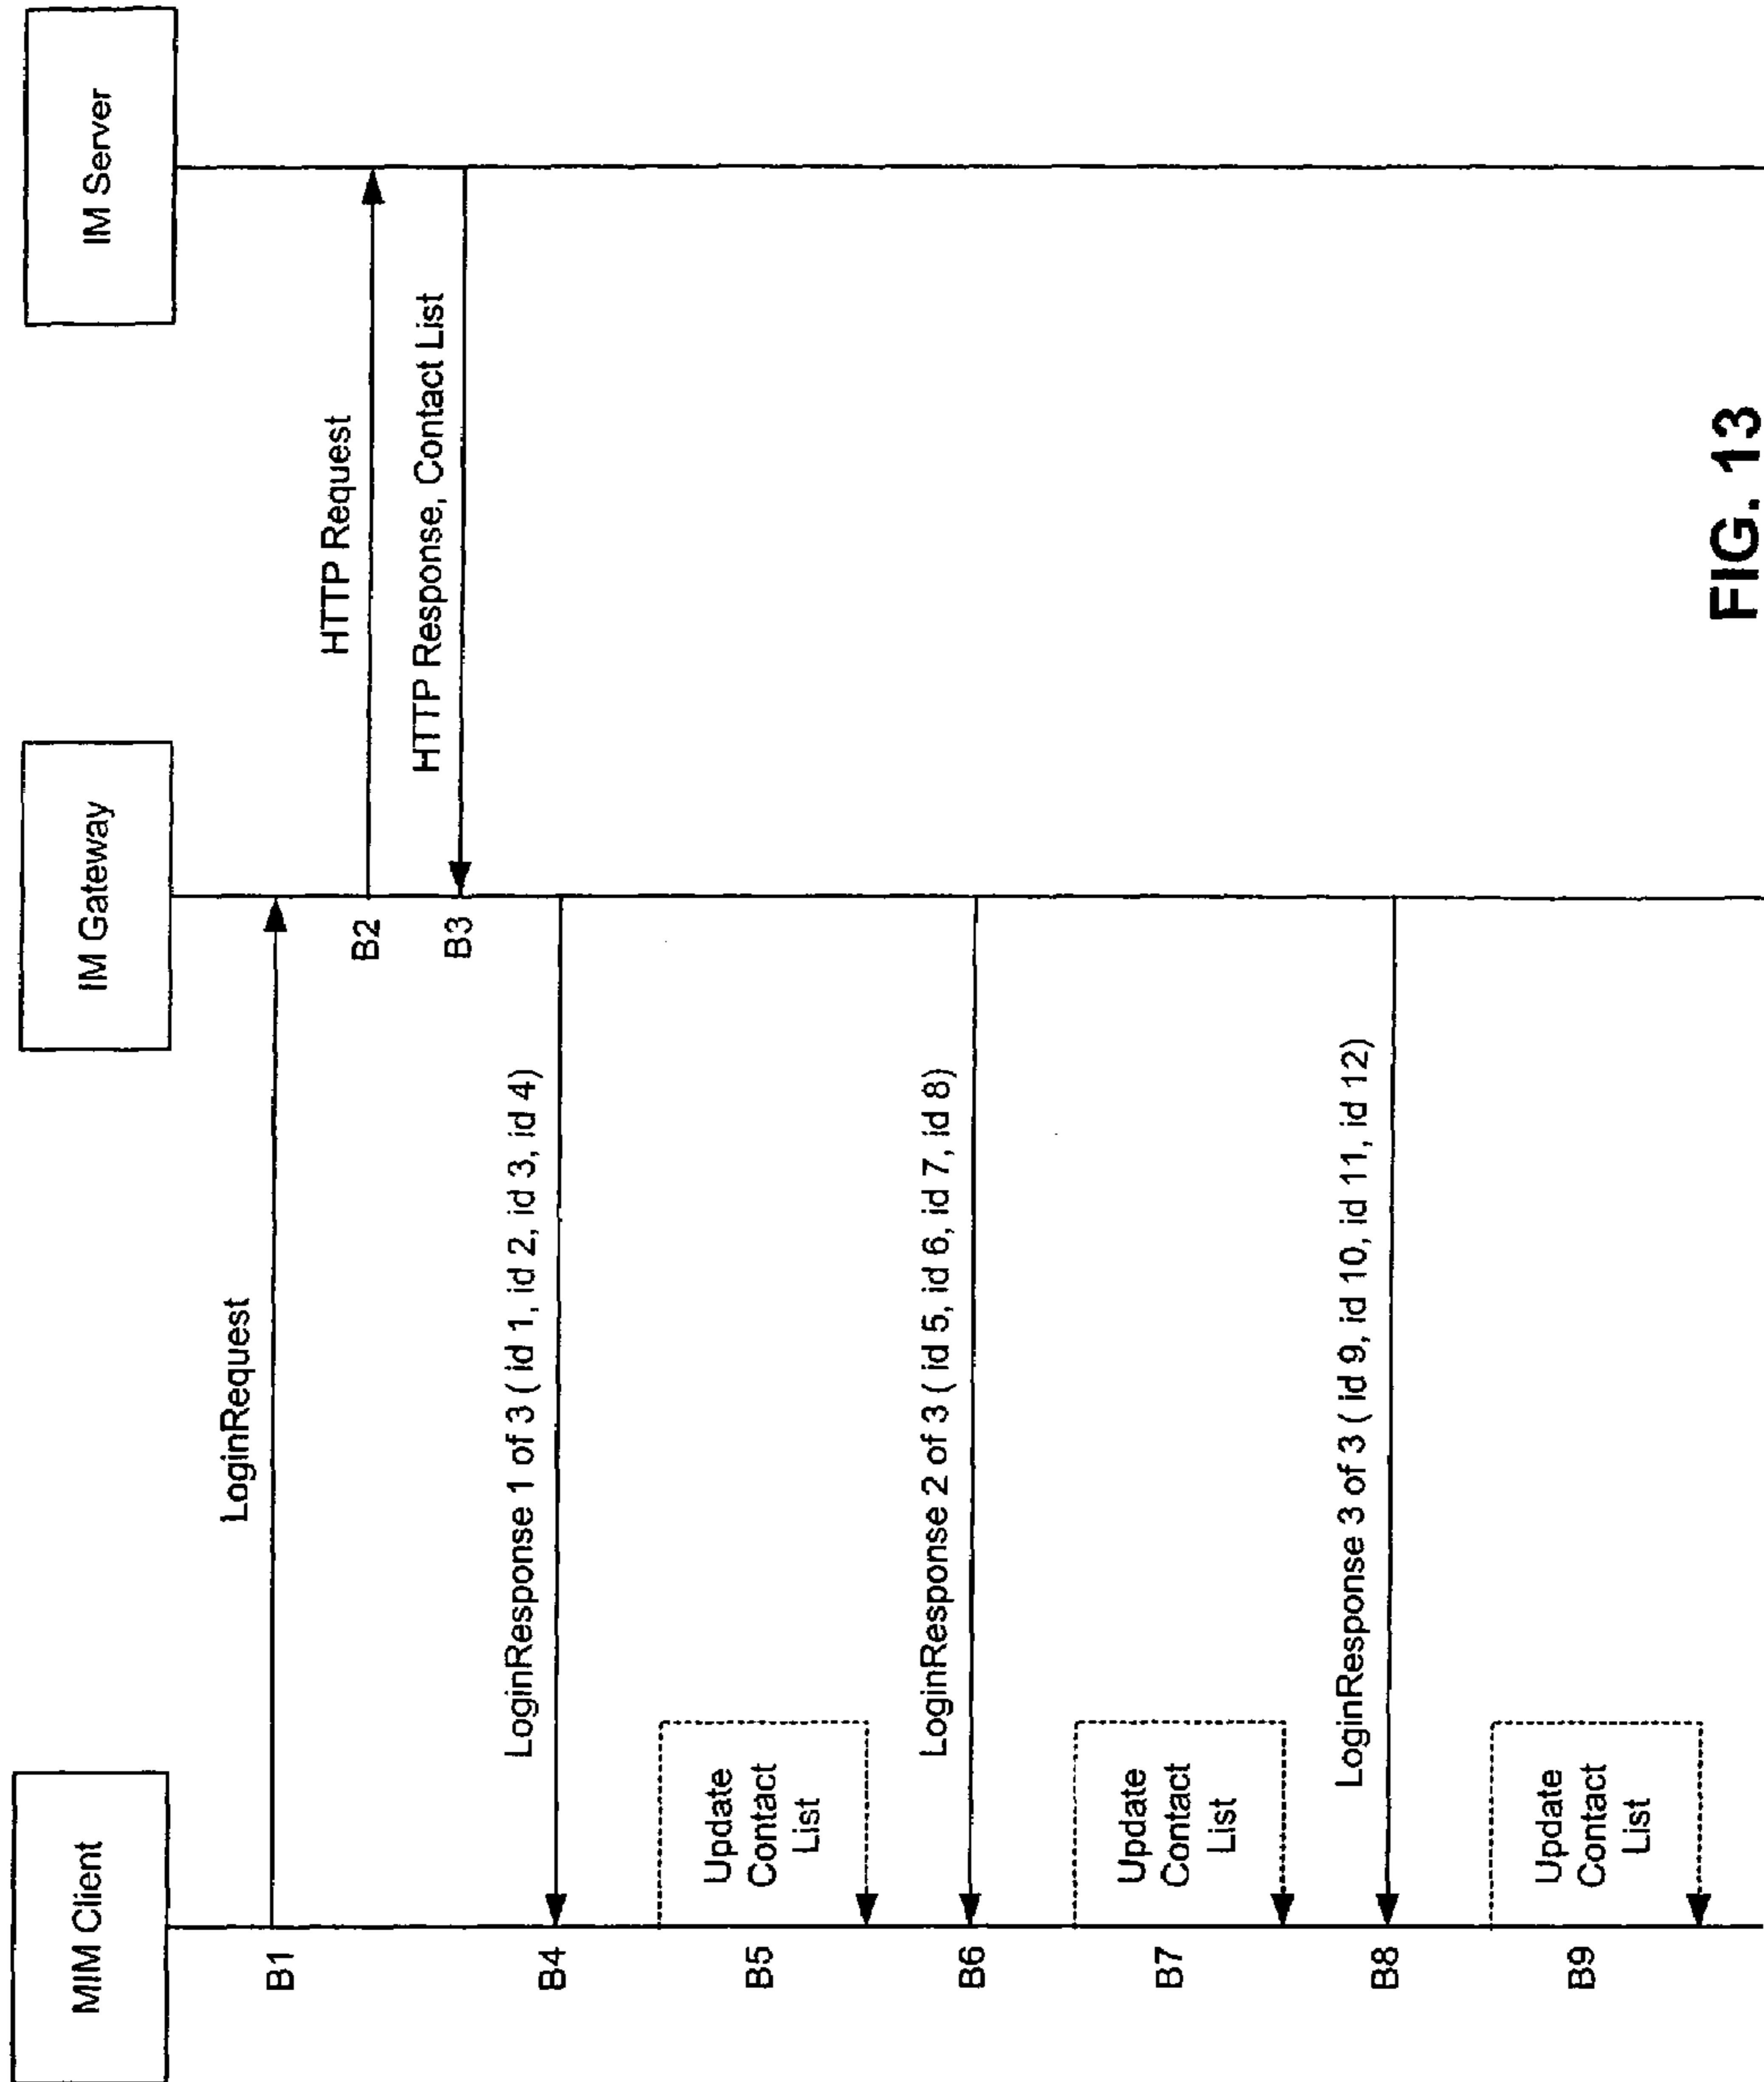 MIM Client
IM Gateway
IM Server
B1
LoginRequest
B2
HTTP Request
B3
HTTP Response, Contact List
B4
LoginResponse 1 of 3 ( id 1, id 2, id 3, id 4)
B5
Update
Contact
List
B6
LoginResponse 2 of 3 ( id 5, id 6, id 7, id 8)
B7
Update
Contact
List
B8
LoginResponse 3 of 3 ( id 9, id 10, id 11, id 12)
B9
Update
Contact
List
FIG. 13